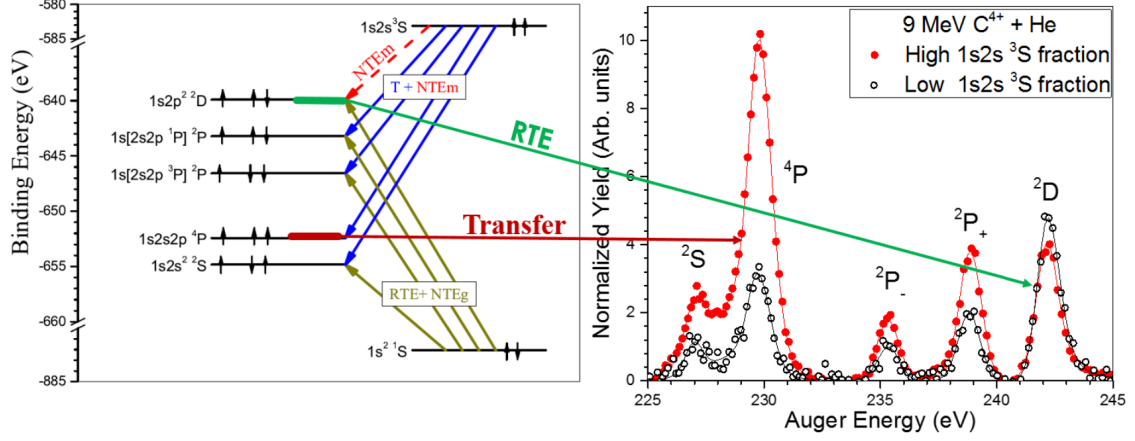 Binding Energy (eV)
-580
-585
-640
-645
-650
-655
-660
-885
1s2s³S
1s2p² ²D
1s[2s2p ¹P] ²P
1s[2s2p ³P] ²P
1s2s2p ⁴P
1s2s² ²S
1s² ¹S
NTEm
T + NTEm
RTE+ NTEg
RTE
Transfer
Normalized Yield (Arb. units)
10
8
6
4
2
0
225
230
235
240
245
Auger Energy (eV)
9 MeV C⁴⁺ + He
High 1s2s ³S fraction
Low 1s2s ³S fraction
²S
⁴P
²P₋
²P₊
²D